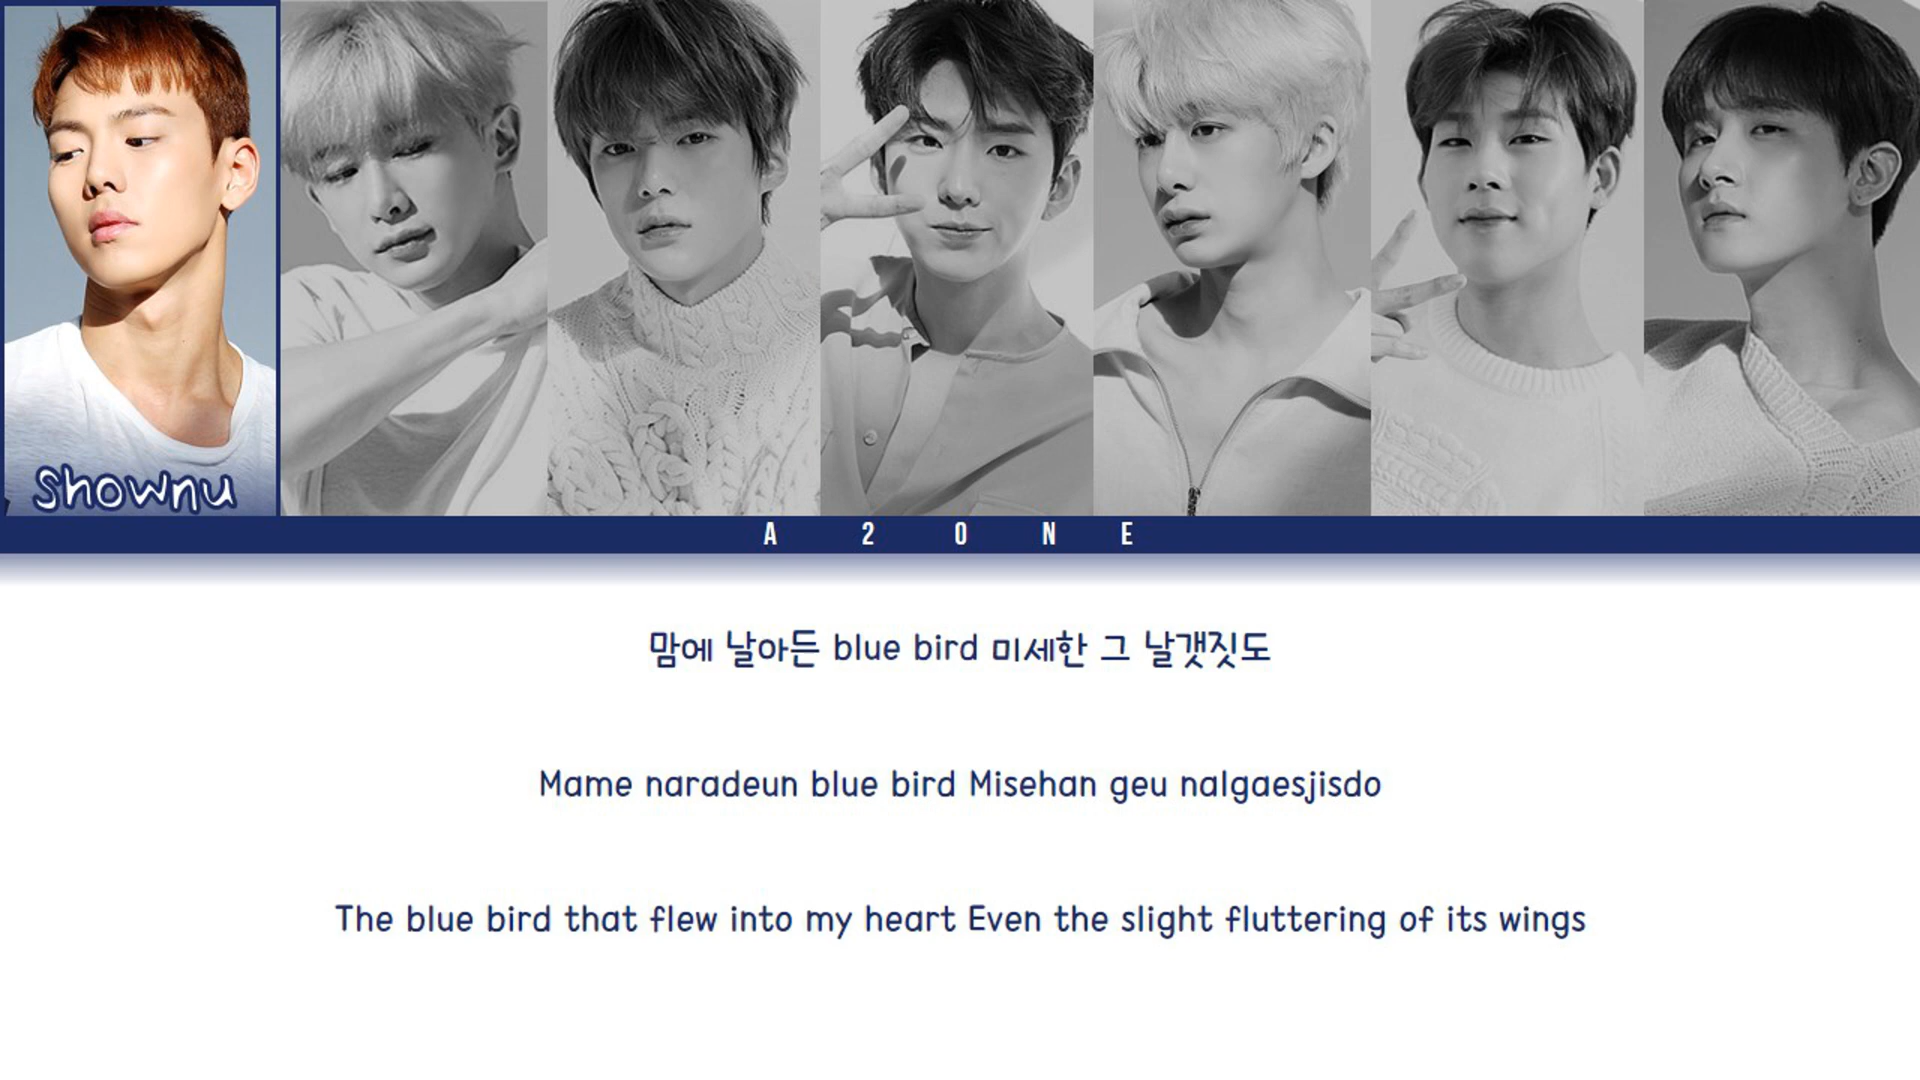 shownu
A 2 O N E
맘에 날아든 blue bird 미세한 그 날갯짓도
Mame naradeun blue bird Misehan geu nalgaesjisdo
The blue bird that flew into my heart Even the slight fluttering of its wings